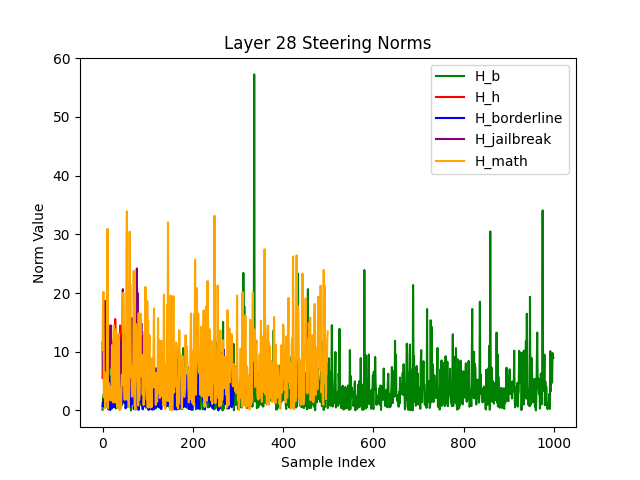 Layer 28 Steering Norms
60
50
40
30
20
10
0
Norm Value
H_b
H_h
H_borderline
H_jailbreak
H_math
0 200 400 600 800 1000
Sample Index